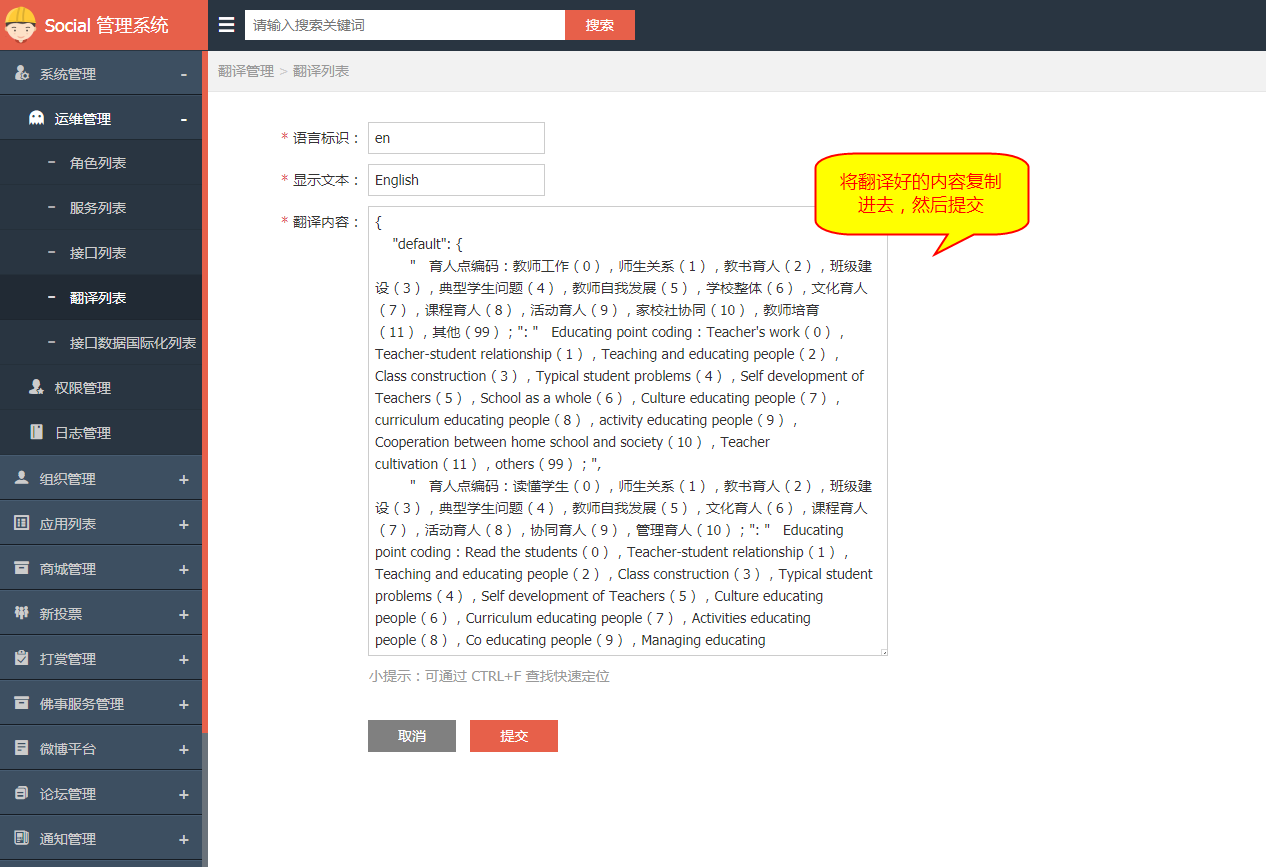 Social 管理系统
请输入搜索关键词
搜索
翻译管理 > 翻译列表
系统管理 -
运维管理 -
- 角色列表
- 服务列表
- 接口列表
- 翻译列表
- 接口数据国际化列表
权限管理
日志管理
组织管理 +
应用列表 +
商城管理 +
新投票 +
打赏管理 +
佛事服务管理 +
微博平台 +
论坛管理 +
通知管理 +
* 语言标识： en
* 显示文本： English
将翻译好的内容复制
进去，然后提交
* 翻译内容： {
"default": {
"　育人点编码：教师工作（0），师生关系（1），教书育人（2），班级建
设（3），典型学生问题（4），教师自我发展（5），学校整体（6），文化育人
（7），课程育人（8），活动育人（9），家校社协同（10），教师培育
（11），其他（99）；": "　Educating point coding：Teacher's work（0），
Teacher-student relationship（1），Teaching and educating people（2），
Class construction（3），Typical student problems（4），Self development of
Teachers（5），School as a whole（6），Culture educating people（7），
curriculum educating people（8），activity educating people（9），
Cooperation between home school and society（10），Teacher
cultivation（11），others（99）；",
"　育人点编码：读懂学生（0），师生关系（1），教书育人（2），班级建
设（3），典型学生问题（4），教师自我发展（5），文化育人（6），课程育人
（7），活动育人（8），协同育人（9），管理育人（10）；": "　Educating
point coding：Read the students（0），Teacher-student relationship（1），
Teaching and educating people（2），Class construction（3），Typical student
problems（4），Self development of Teachers（5），Culture educating
people（6），Curriculum educating people（7），Activities educating
people（8），Co educating people（9），Managing educating
小提示：可通过 CTRL+F 查找快速定位
取消
提交